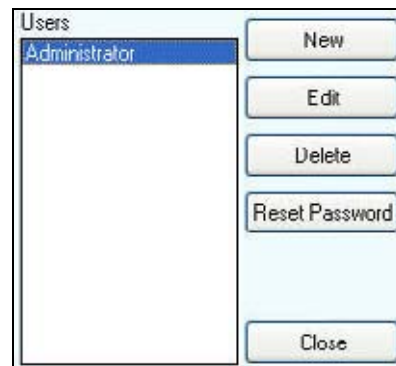 Users
Administrator
New
Edit
Delete
Reset Password
Close